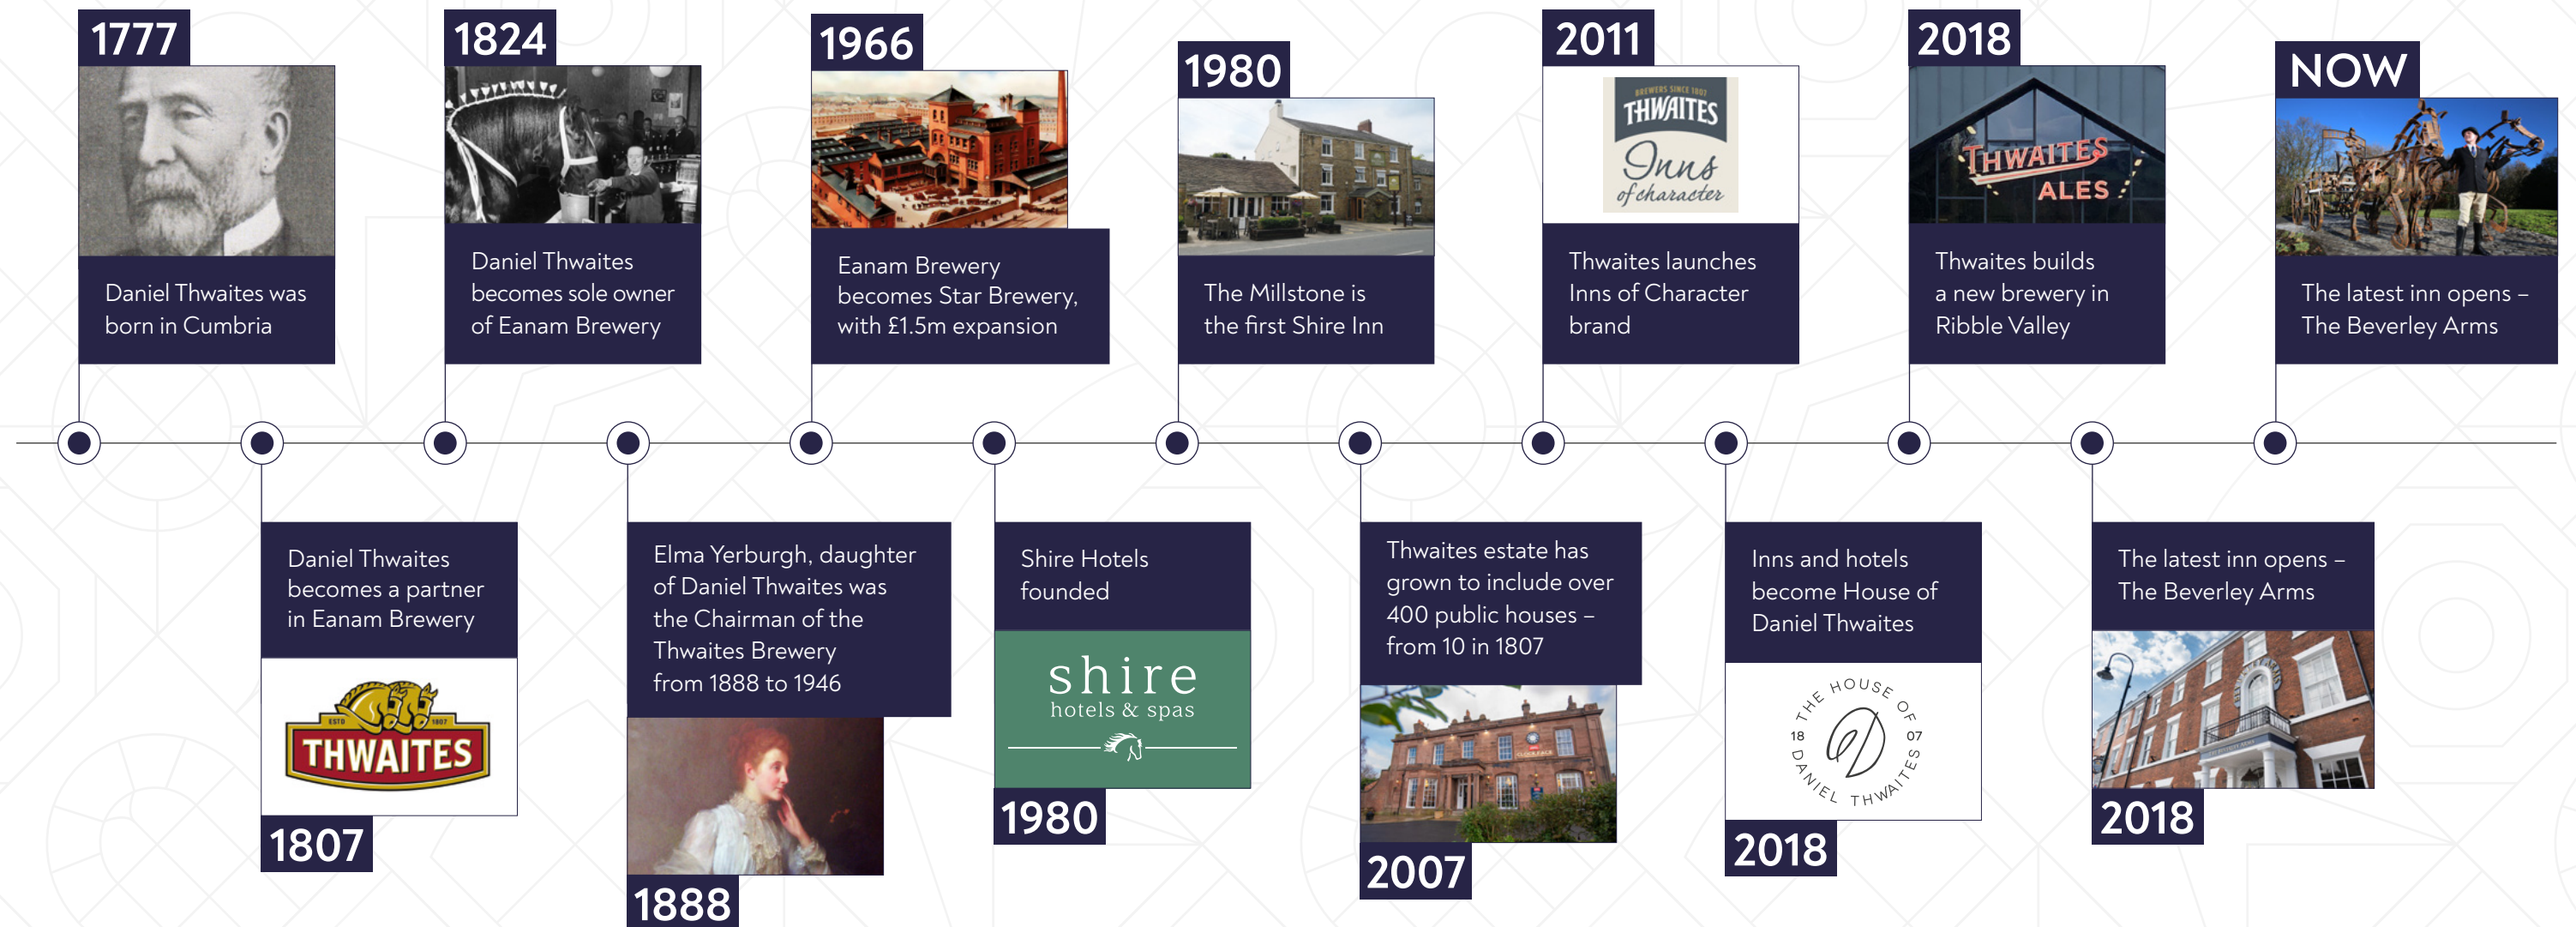 1777
Daniel Thwaites was
born in Cumbria
Daniel Thwaites
becomes a partner
in Eanam Brewery
ESTD 1807
THWAITES
1807
1824
Daniel Thwaites
becomes sole owner
of Eanam Brewery
Elma Yerburgh, daughter
of Daniel Thwaites was
the Chairman of the
Thwaites Brewery
from 1888 to 1946
1888
1966
Eanam Brewery
becomes Star Brewery,
with £1.5m expansion
Shire Hotels
founded
shire
hotels & spas
1980
1980
The Millstone is
the first Shire Inn
Thwaites estate has
grown to include over
400 public houses –
from 10 in 1807
2007
2011
BREWERS SINCE 1807
THWAITES
Inns
of character
Thwaites launches
Inns of Character
brand
Inns and hotels
become House of
Daniel Thwaites
THE HOUSE OF
18 07
DANIEL THWAITES
2018
2018
THWAITES
ALES
Thwaites builds
a new brewery in
Ribble Valley
The latest inn opens –
The Beverley Arms
2018
NOW
The latest inn opens –
The Beverley Arms